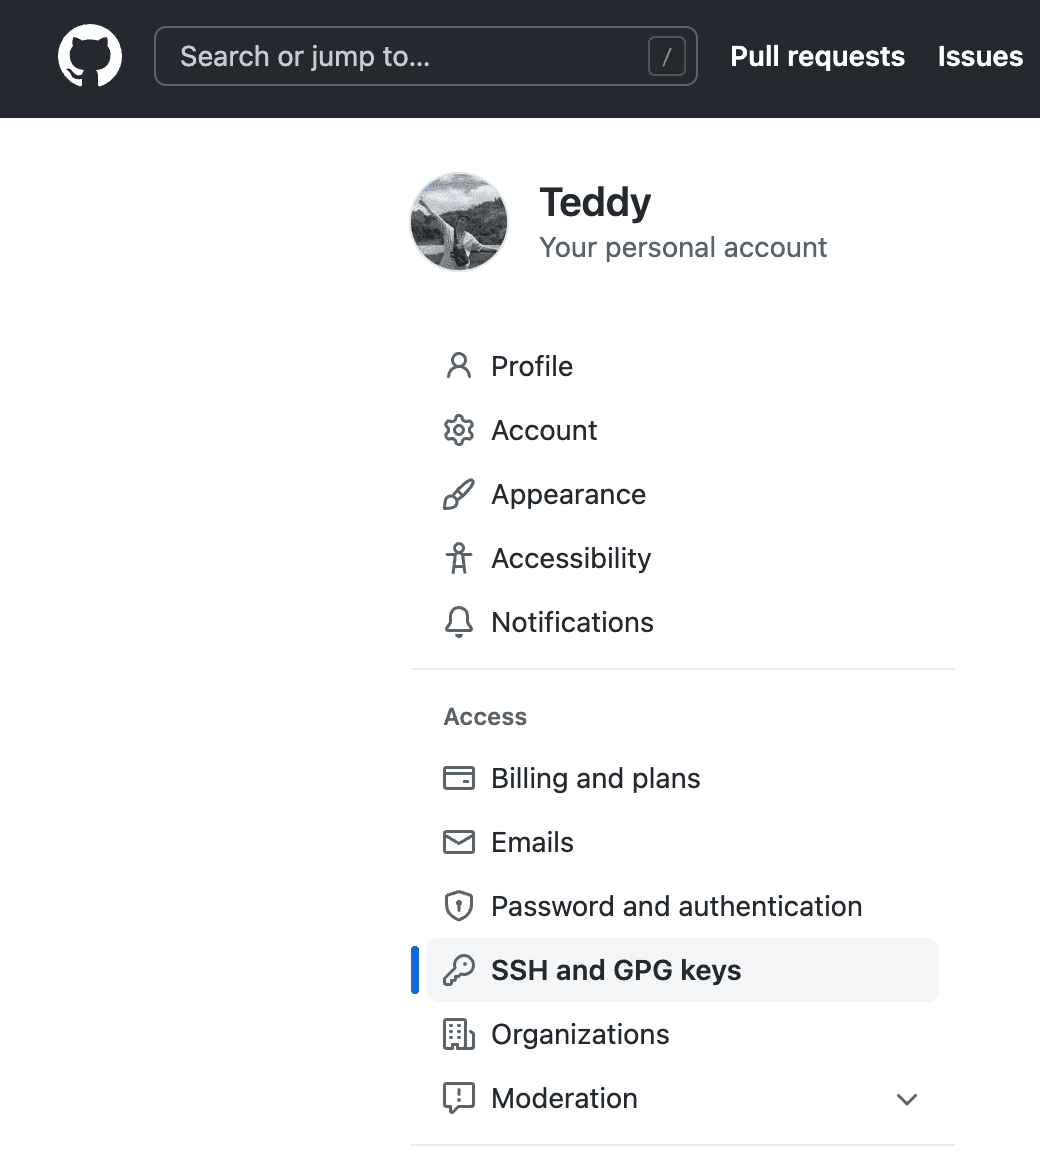 Search or jump to... / Pull requests Issues
Teddy
Your personal account
Profile
Account
Appearance
Accessibility
Notifications
Access
Billing and plans
Emails
Password and authentication
SSH and GPG keys
Organizations
Moderation